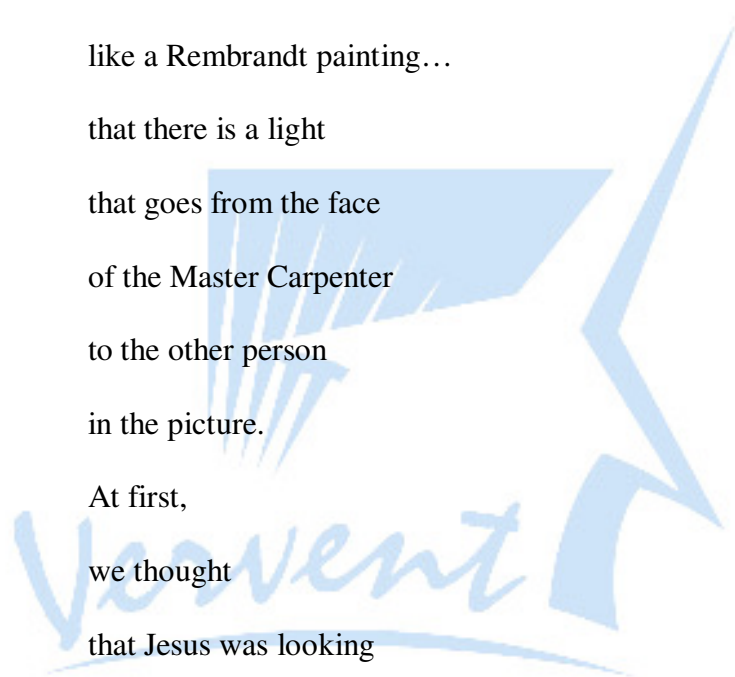 like a Rembrandt painting…
that there is a light
that goes from the face
of the Master Carpenter
to the other person
in the picture.
At first,
we thought
that Jesus was looking
Vervent